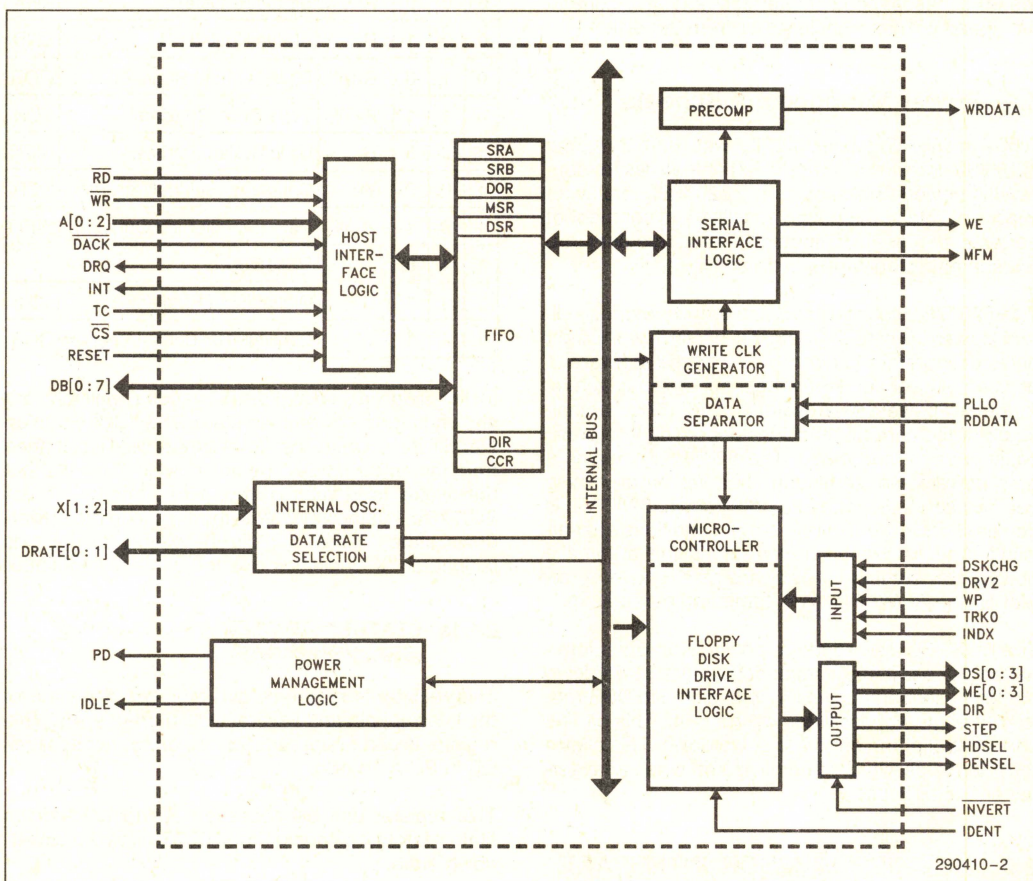 RD
WR
A[0:2]
DACK
DRQ
INT
TC
CS
RESET
DB[0:7]
X[1:2]
DRATE[0:1]
PD
IDLE
HOST
INTER-
FACE
LOGIC
SRA
SRB
DOR
MSR
DSR
FIFO
DIR
CCR
INTERNAL OSC.
DATA RATE
SELECTION
POWER
MANAGEMENT
LOGIC
INTERNAL BUS
PRECOMP
SERIAL
INTERFACE
LOGIC
WRITE CLK
GENERATOR
DATA
SEPARATOR
MICRO-
CONTROLLER
FLOPPY
DISK
DRIVE
INTERFACE
LOGIC
INPUT
OUTPUT
WRDATA
WE
MFM
PLL0
RDDATA
DSKCHG
DRV2
WP
TRK0
INDX
DS[0:3]
ME[0:3]
DIR
STEP
HDSEL
DENSEL
INVERT
IDENT
290410-2